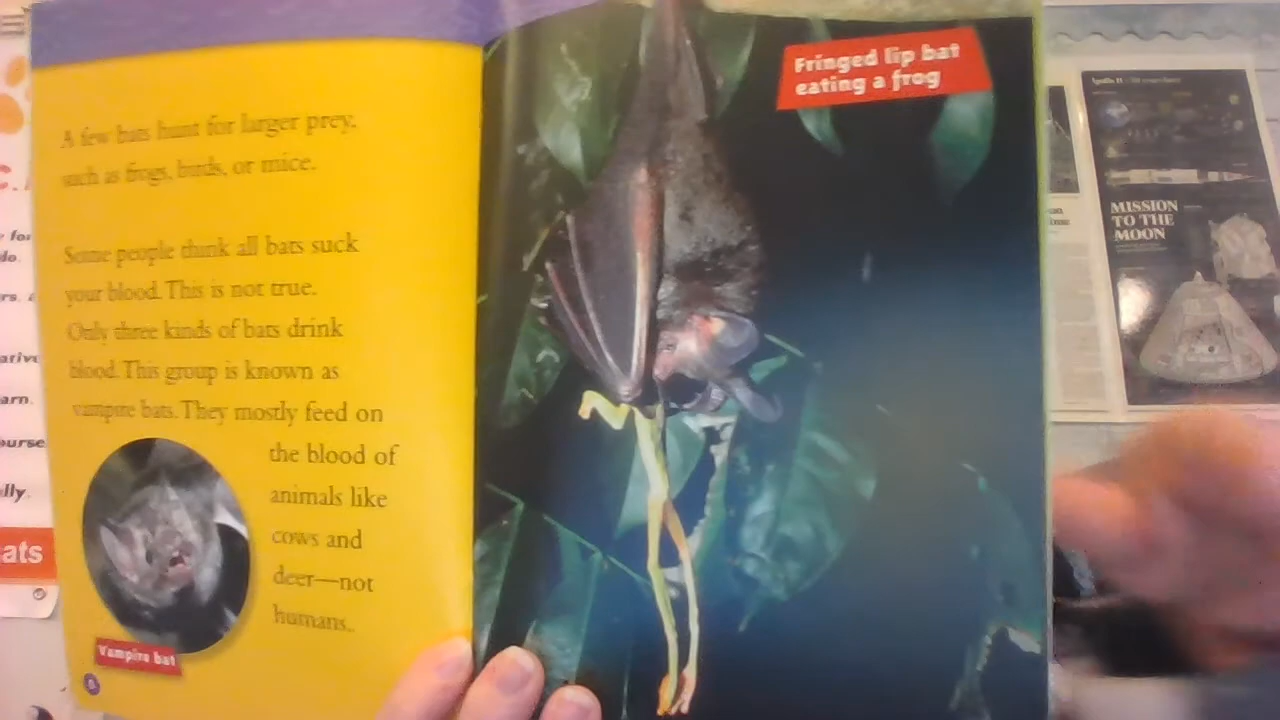 A few bats hunt for larger prey,
such as frogs, birds, or mice.
Some people think all bats suck
your blood. This is not true.
Only three kinds of bats drink
blood. This group is known as
vampire bats. They mostly feed on
the blood of
animals like
cows and
deer—not
humans.
Vampire bat
Fringed lip bat
eating a frog
MISSION
TO THE
MOON
arn.
lly.
ats